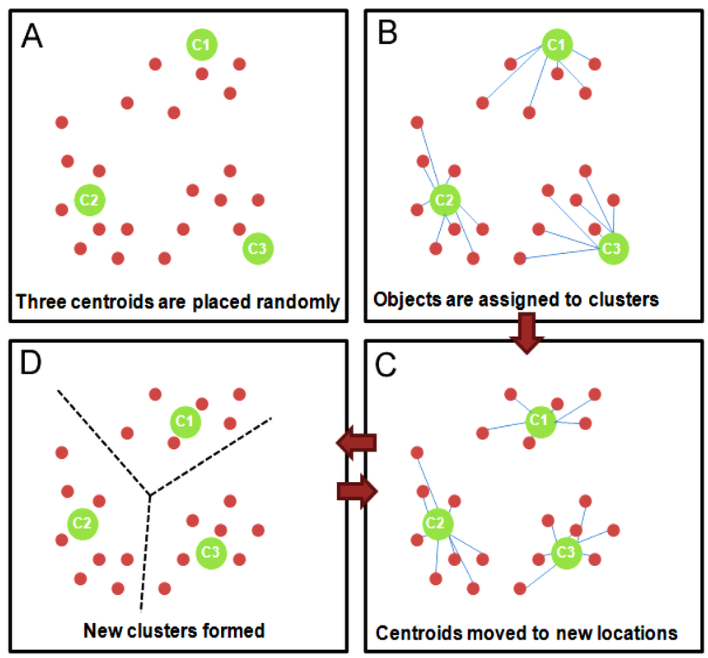 A
C1
C2
C3
Three centroids are placed randomly
B
C1
C2
C3
Objects are assigned to clusters
D
C1
C2
C3
New clusters formed
C
C1
C2
C3
Centroids moved to new locations